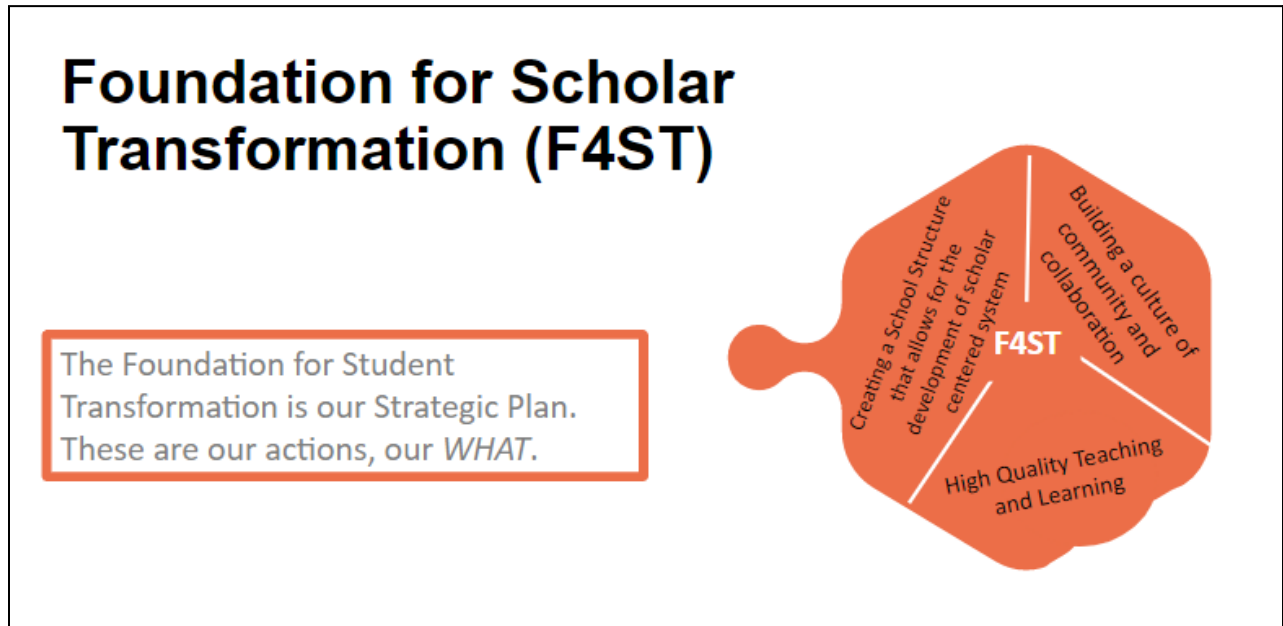 Foundation for Scholar
Transformation (F4ST)
The Foundation for Student
Transformation is our Strategic Plan.
These are our actions, our WHAT.
Creating a School Structure
that allows for the
development of scholar
centered system
Building a culture of
community and
collaboration
F4ST
High Quality Teaching
and Learning